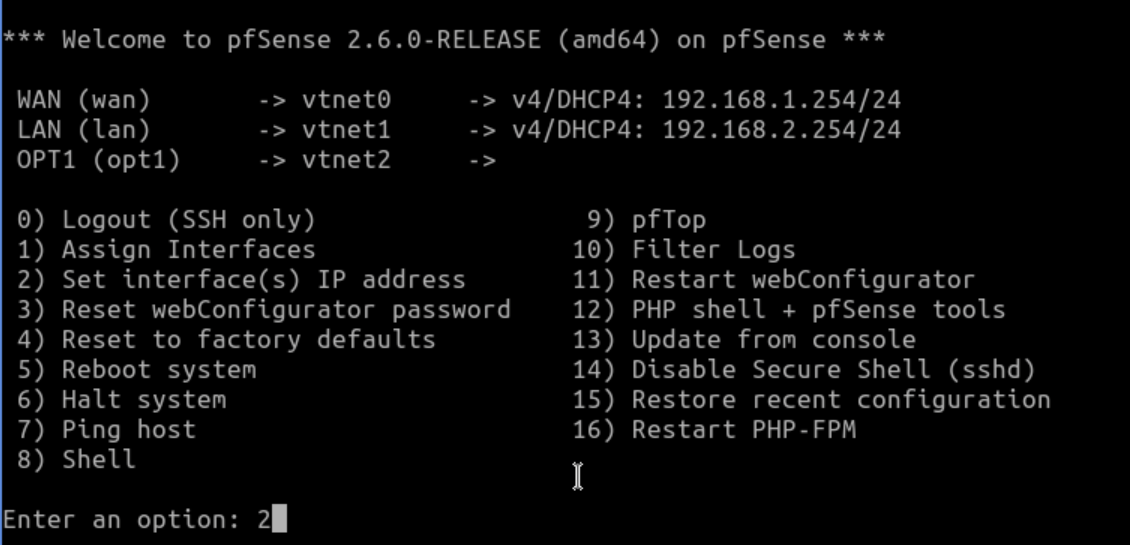 *** Welcome to pfSense 2.6.0-RELEASE (amd64) on pfSense ***
WAN (wan) -> vtnet0 -> v4/DHCP4: 192.168.1.254/24
LAN (lan) -> vtnet1 -> v4/DHCP4: 192.168.2.254/24
OPT1 (opt1) -> vtnet2 ->
0) Logout (SSH only) 9) pfTop
1) Assign Interfaces 10) Filter Logs
2) Set interface(s) IP address 11) Restart webConfigurator
3) Reset webConfigurator password 12) PHP shell + pfSense tools
4) Reset to factory defaults 13) Update from console
5) Reboot system 14) Disable Secure Shell (sshd)
6) Halt system 15) Restore recent configuration
7) Ping host 16) Restart PHP-FPM
8) Shell
Enter an option: 2